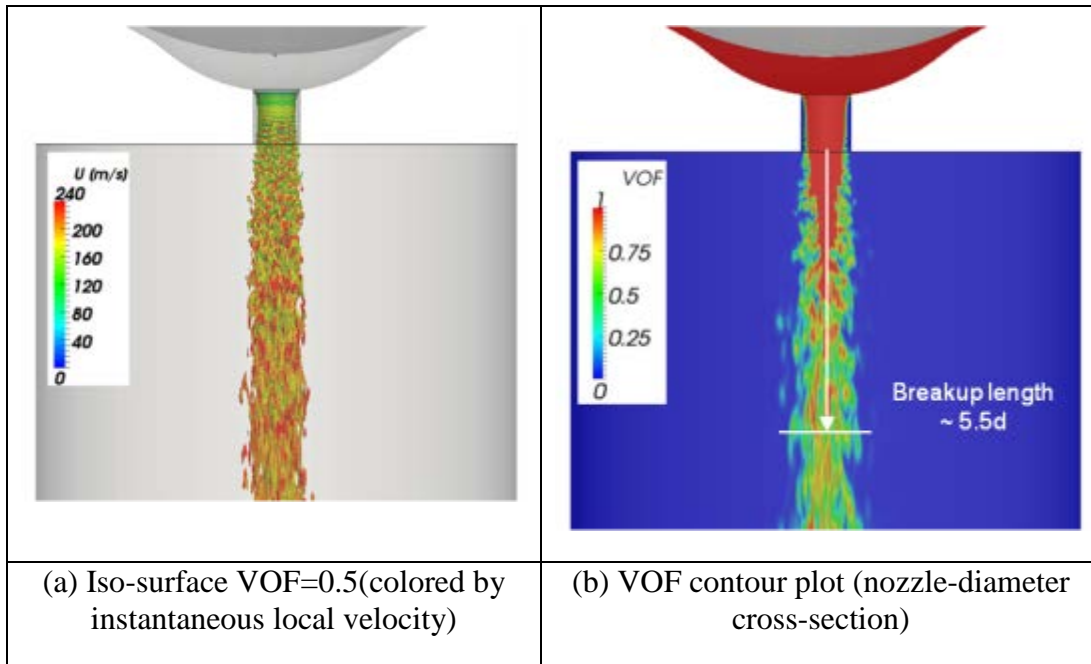 U (m/s)
240
200
160
120
80
40
0
VOF
1
0.75
0.5
0.25
0
Breakup length
~ 5.5d
(a) Iso-surface VOF=0.5(colored by
instantaneous local velocity)
(b) VOF contour plot (nozzle-diameter
cross-section)